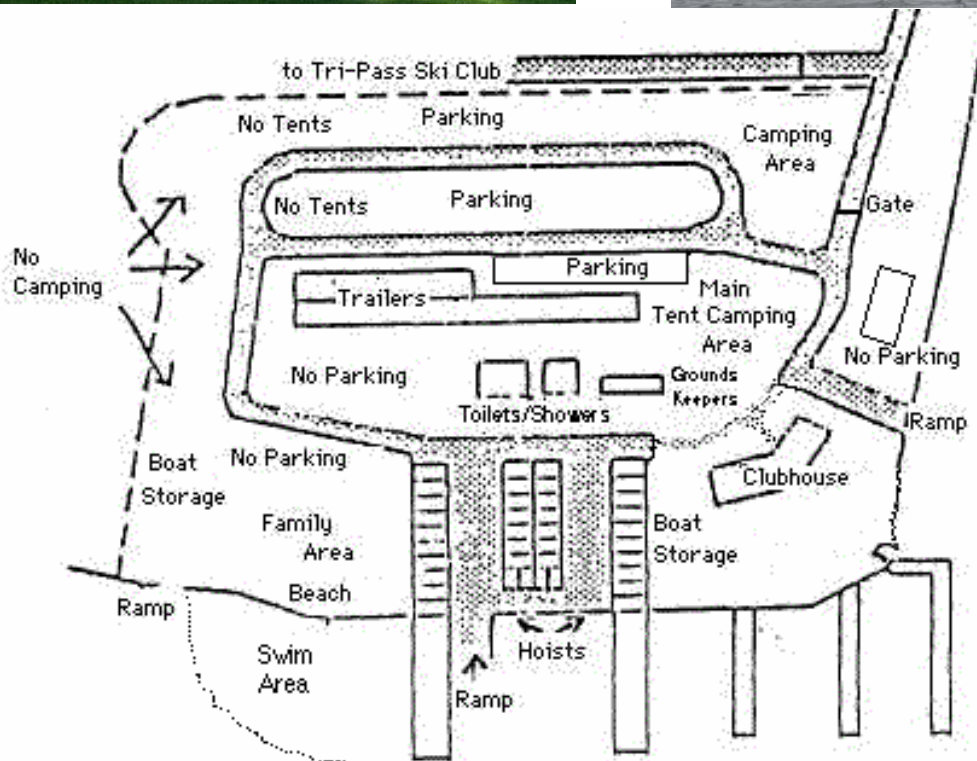 to Tri-Pass Ski Club
No Tents
Parking
Camping
Area
No Tents
Parking
Gate
No
Camping
Parking
Trailers
Main
Tent Camping
Area
No Parking
No Parking
Grounds
Keepers
Toilets/Showers
Ramp
No Parking
Boat
Storage
Clubhouse
Family
Area
Boat
Storage
Beach
Ramp
Swim
Area
Hoists
Ramp